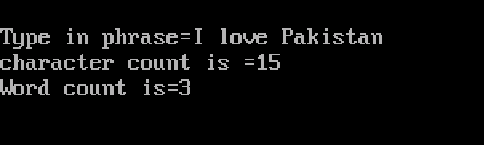 Type in phrase=I love Pakistan
character count is =15
Word count is=3